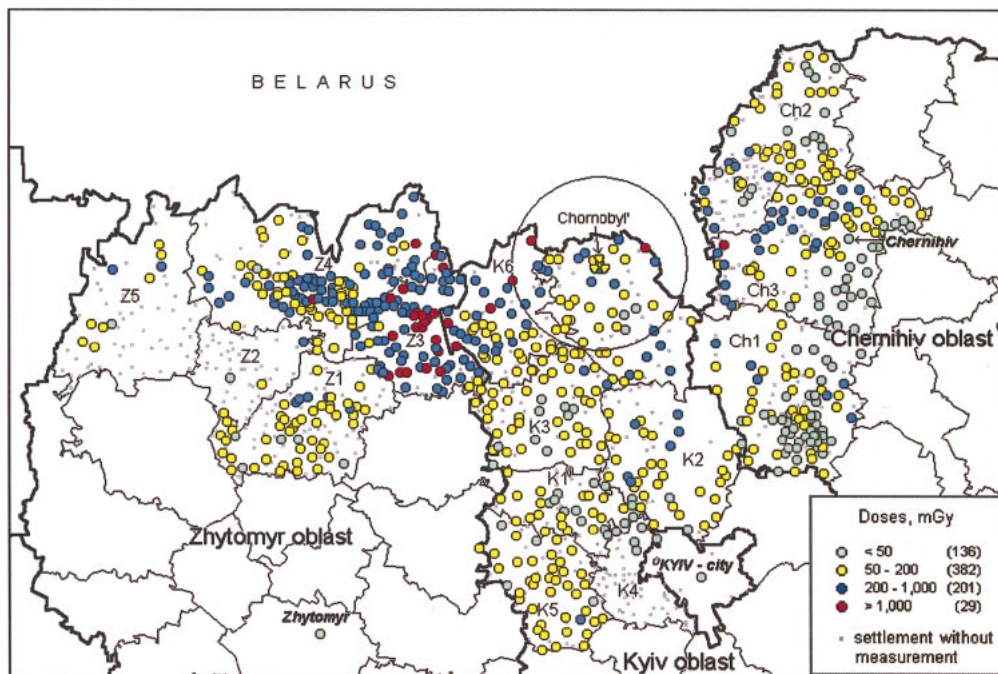 BELARUS
Ch2
Chornobyl'
Chernihiv
Z4
K6
Z5
Ch3
Z3
Chernihiv oblast'
Z2
Z1
Ch1
K3
K2
K1
Zhytomyr oblast
KYIV - city
K4
K5
Zhytomyr
Kyiv oblast
Doses, mGy
< 50 (136)
50 - 200 (382)
200 - 1,000 (201)
> 1,000 (29)
settlement without
measurement